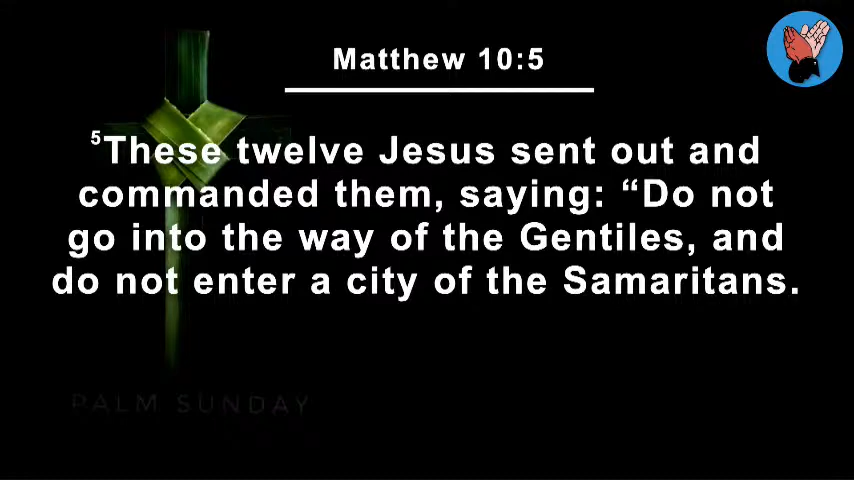 Matthew 10:5
⁵These twelve Jesus sent out and
commanded them, saying: “Do not
go into the way of the Gentiles, and
do not enter a city of the Samaritans.
PALM SUNDAY